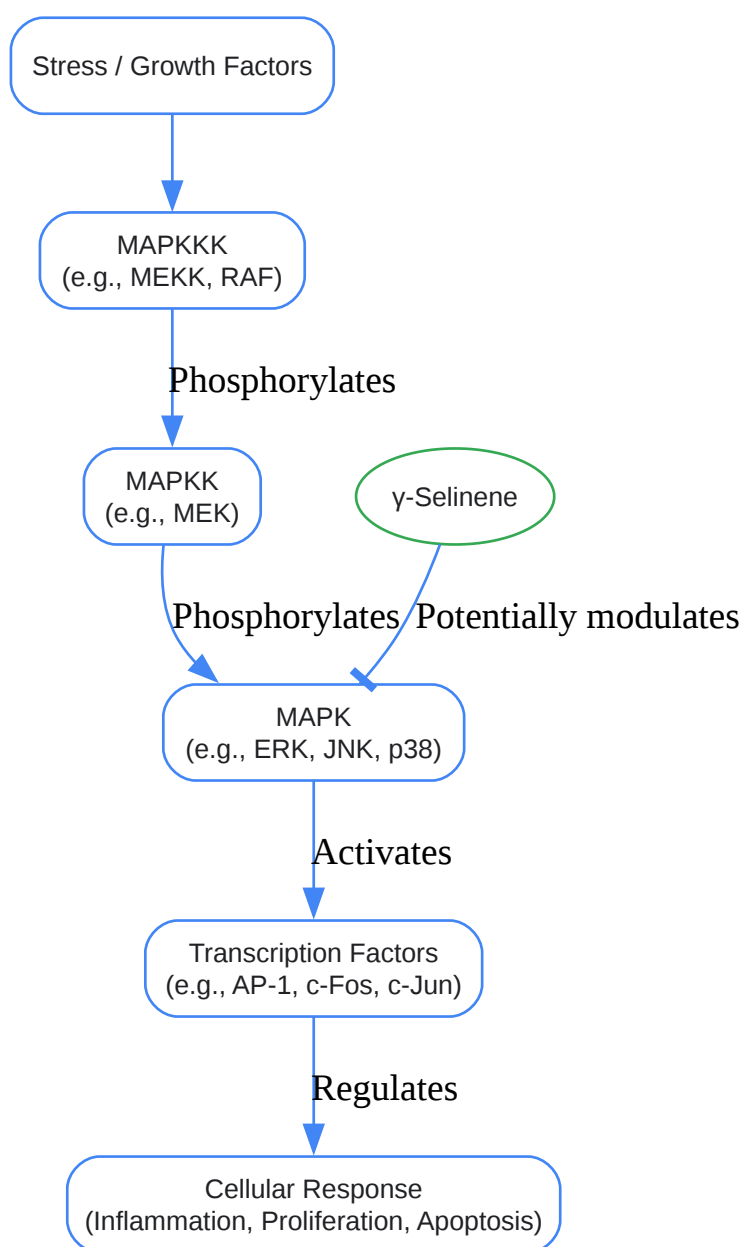 Stress / Growth Factors
MAPKKK
(e.g., MEKK, RAF)
Phosphorylates
MAPKK
(e.g., MEK)
γ-Selinene
Phosphorylates
Potentially modulates
MAPK
(e.g., ERK, JNK, p38)
Activates
Transcription Factors
(e.g., AP-1, c-Fos, c-Jun)
Regulates
Cellular Response
(Inflammation, Proliferation, Apoptosis)